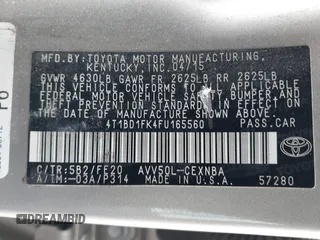 MFD. BY: TOYOTA MOTOR MANUFACTURING,
KENTUCKY, INC. 04/15
GVWR 4630LB GAWR FR 2625LB RR 2625LB
THIS VEHICLE CONFORMS TO ALL APPLICABLE
FEDERAL MOTOR VEHICLE SAFETY, BUMPER, AND
THEFT PREVENTION STANDARDS IN EFFECT ON THE
DATE OF MANUFACTURE SHOWN ABOVE.
4T1BD1FK4FU165560 PASS. CAR
C/TR: 5B2/FE20 AVV50L-CEXNBA
A/TM: -03A/P314 MADE IN U.S.A.
TOYOTA
57280
DREAMBID